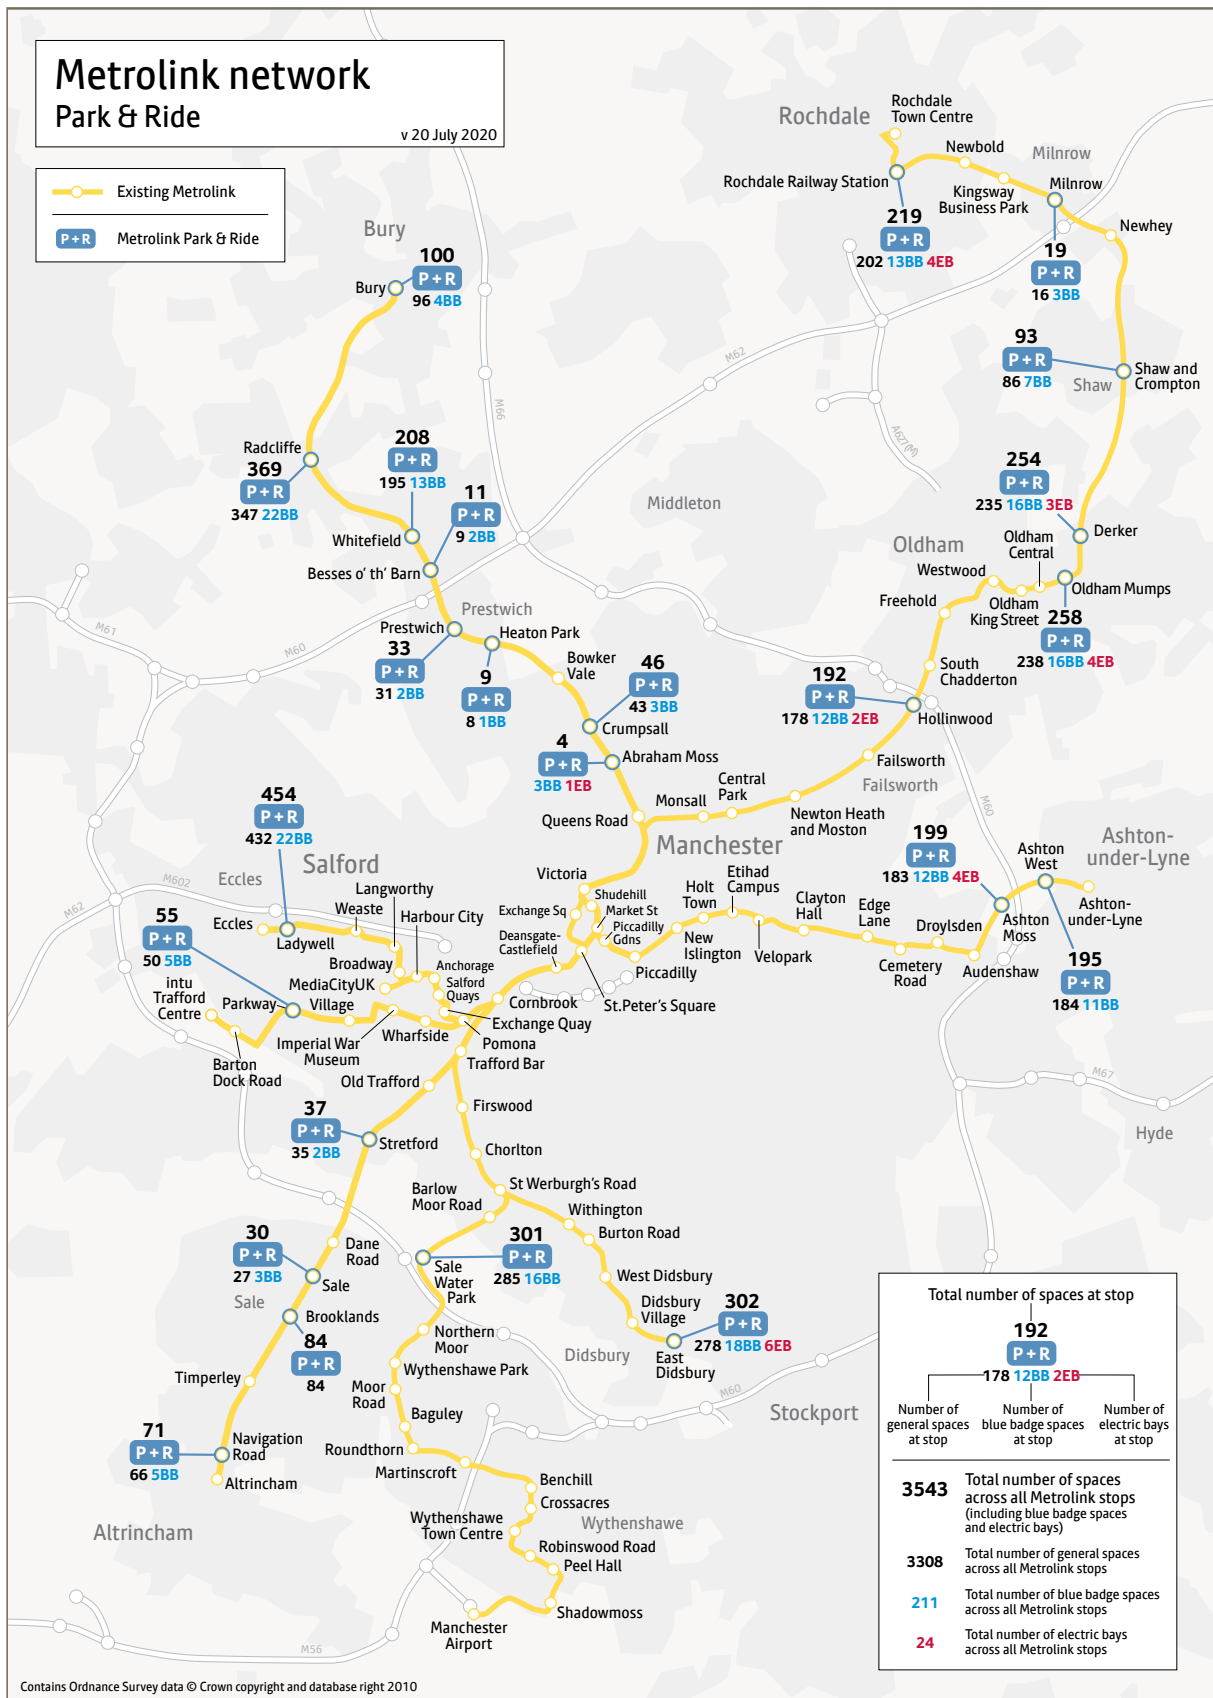 Metrolink network
Park & Ride
v 20 July 2020
Existing Metrolink
P+R Metrolink Park & Ride
Rochdale
Rochdale
Town Centre
Newbold
Milnrow
Rochdale Railway Station
Kingsway
Business Park
Milnrow
Newhey
219
P+R
202 13BB 4EB
19
P+R
16 3BB
Bury
100
P+R
96 4BB
Bury
M62
M66
A627(M)
93
P+R
86 7BB
Shaw and
Crompton
Shaw
Radcliffe
369
P+R
347 22BB
208
P+R
195 13BB
Whitefield
11
P+R
9 2BB
Besses o' th' Barn
Middleton
254
P+R
235 16BB 3EB
Derker
Oldham
Oldham
Central
Westwood
Oldham Mumps
Freehold
Oldham
King Street
258
P+R
238 16BB 4EB
M61
M60
Prestwich
Prestwich
33
P+R
31 2BB
Heaton Park
9
P+R
8 1BB
Bowker
Vale
46
P+R
43 3BB
Crumpsall
4
P+R
3BB 1EB
Abraham Moss
South
Chadderton
192
P+R
178 12BB 2EB
Hollinwood
Failsworth
Failsworth
M60
Central
Park
Monsall
Newton Heath
and Moston
Queens Road
Manchester
454
P+R
432 22BB
Salford
Eccles
M602
M62
Langworthy
Weaste
Harbour City
Eccles
Ladywell
Broadway
MediaCityUK
Anchorage
Salford
Quays
55
P+R
50 5BB
intu
Trafford
Centre
Parkway
Village
Imperial War
Museum
Wharfside
Barton
Dock Road
Exchange Quay
Pomona
Cornbrook
Trafford Bar
Old Trafford
Victoria
Shudehill
Exchange Sq
Market St
Piccadilly
Gdns
Deansgate-
Castlefield
St.Peter's Square
Piccadilly
Holt
Town
Etihad
Campus
New
Islington
Velopark
Clayton
Hall
Edge
Lane
Cemetery
Road
Droylsden
Audenshaw
199
P+R
183 12BB 4EB
Ashton
Moss
Ashton
West
Ashton-
under-Lyne
Ashton-
under-Lyne
195
P+R
184 11BB
M67
Hyde
37
P+R
35 2BB
Stretford
Firswood
Chorlton
St Werburgh's Road
Barlow
Moor Road
Withington
Burton Road
West Didsbury
Didsbury
Village
Didsbury
East
Didsbury
302
P+R
278 18BB 6EB
301
P+R
285 16BB
Sale
Water
Park
Dane
Road
30
P+R
27 3BB
Sale
Sale
Brooklands
84
P+R
84
Timperley
71
P+R
66 5BB
Navigation
Road
Altrincham
Altrincham
Northern
Moor
Wythenshawe Park
Moor
Road
Baguley
Roundthorn
Martinscroft
Benchill
Crossacres
Wythenshawe
Town Centre
Wythenshawe
Robinswood Road
Peel Hall
Shadowmoss
Manchester
Airport
M56
M60
Stockport
Total number of spaces at stop
192
P+R
178 12BB 2EB
Number of
general spaces
at stop
Number of
blue badge spaces
at stop
Number of
electric bays
at stop
3543 Total number of spaces
across all Metrolink stops
(including blue badge spaces
and electric bays)
3308 Total number of general spaces
across all Metrolink stops
211 Total number of blue badge spaces
across all Metrolink stops
24 Total number of electric bays
across all Metrolink stops
Contains Ordnance Survey data © Crown copyright and database right 2010